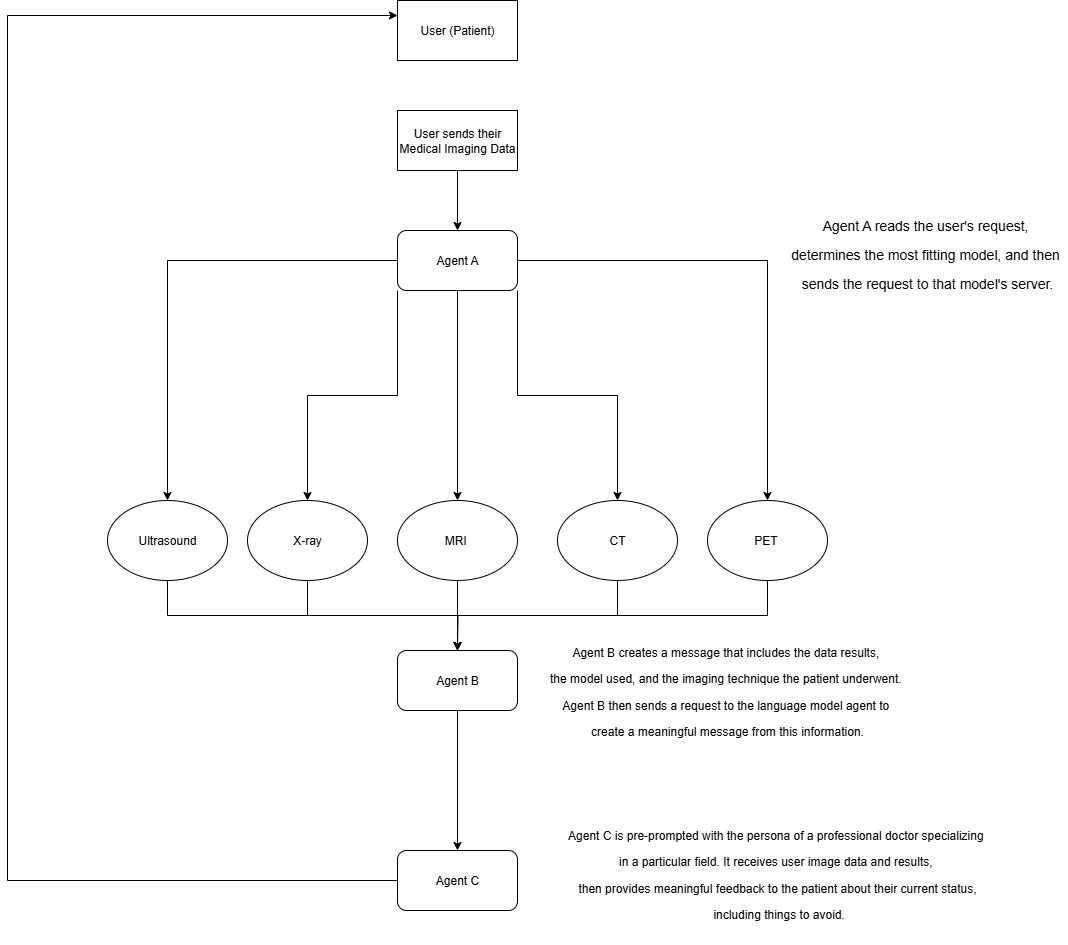 User (Patient)
User sends their
Medical Imaging Data
Agent A reads the user's request,
determines the most fitting model, and then
sends the request to that model's server.
Agent A
Ultrasound
X-ray
MRI
CT
PET
Agent B creates a message that includes the data results,
the model used, and the imaging technique the patient underwent.
Agent B then sends a request to the language model agent to
create a meaningful message from this information.
Agent B
Agent C is pre-prompted with the persona of a professional doctor specializing
in a particular field. It receives user image data and results,
then provides meaningful feedback to the patient about their current status,
including things to avoid.
Agent C